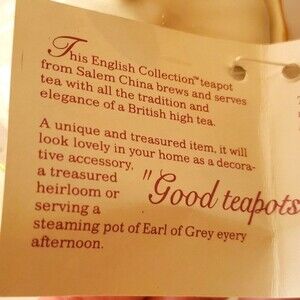 This English Collection™ teapot
from Salem China brews and serves
tea with all the tradition and
elegance of a British high tea.
A unique and treasured item, it will
look lovely in your home as a decora-
tive accessory,
a treasured
heirloom or
serving a
"Good teapots
steaming pot of Earl of Grey eyery
afternoon.